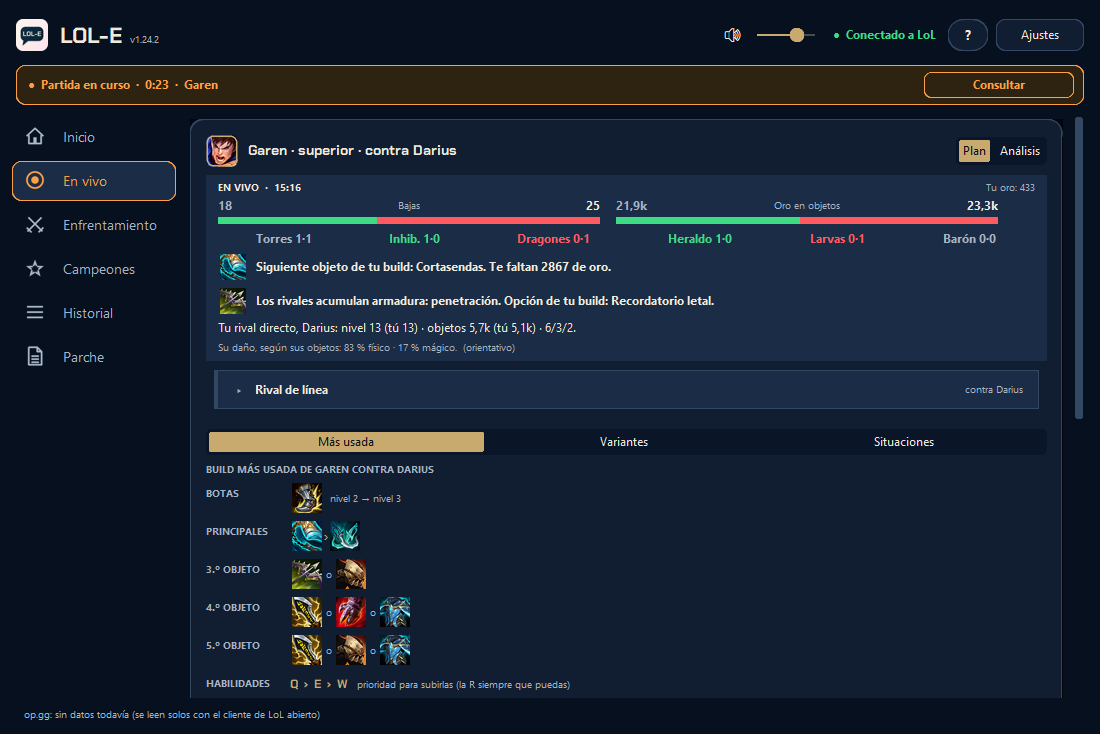 LOL-E
LOL-E v1.24.2
Conectado a LoL
?
Ajustes
Partida en curso · 0:23 · Garen
Consultar
Inicio
En vivo
Enfrentamiento
Campeones
Historial
Parche
Garen · superior · contra Darius
Plan
Análisis
EN VIVO · 15:16
Tu oro: 433
18 Bajas 25
21,9k Oro en objetos 23,3k
Torres 1-1 Inhib. 1-0 Dragones 0-1 Heraldo 1-0 Larvas 0-1 Barón 0-0
Siguiente objeto de tu build: Cortasendas. Te faltan 2867 de oro.
Los rivales acumulan armadura: penetración. Opción de tu build: Recordatorio letal.
Tu rival directo, Darius: nivel 13 (tú 13) · objetos 5,7k (tú 5,1k) · 6/3/2.
Su daño, según sus objetos: 83 % físico · 17 % mágico. (orientativo)
Rival de línea
contra Darius
Más usada
Variantes
Situaciones
BUILD MÁS USADA DE GAREN CONTRA DARIUS
BOTAS nivel 2 → nivel 3
PRINCIPALES ›
3.º OBJETO o
4.º OBJETO o o
5.º OBJETO o o
HABILIDADES Q › E › W prioridad para subirlas (la R siempre que puedas)
op.gg: sin datos todavía (se leen solos con el cliente de LoL abierto)